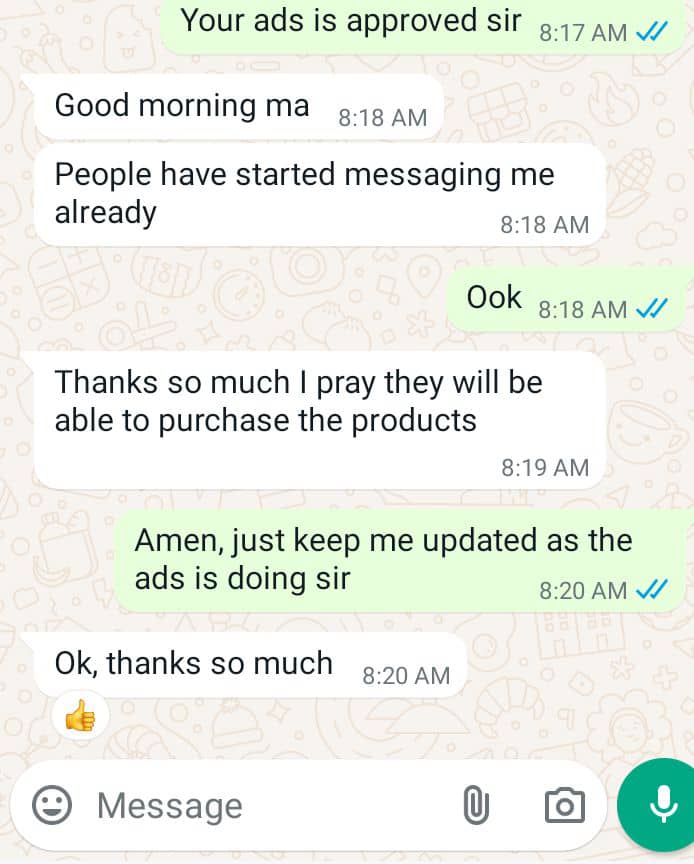 Your ads is approved sir 8:17 AM
Good morning ma 8:18 AM
People have started messaging me
already 8:18 AM
Ook 8:18 AM
Thanks so much I pray they will be
able to purchase the products
8:19 AM
Amen, just keep me updated as the
ads is doing sir 8:20 AM
Ok, thanks so much 8:20 AM
Message